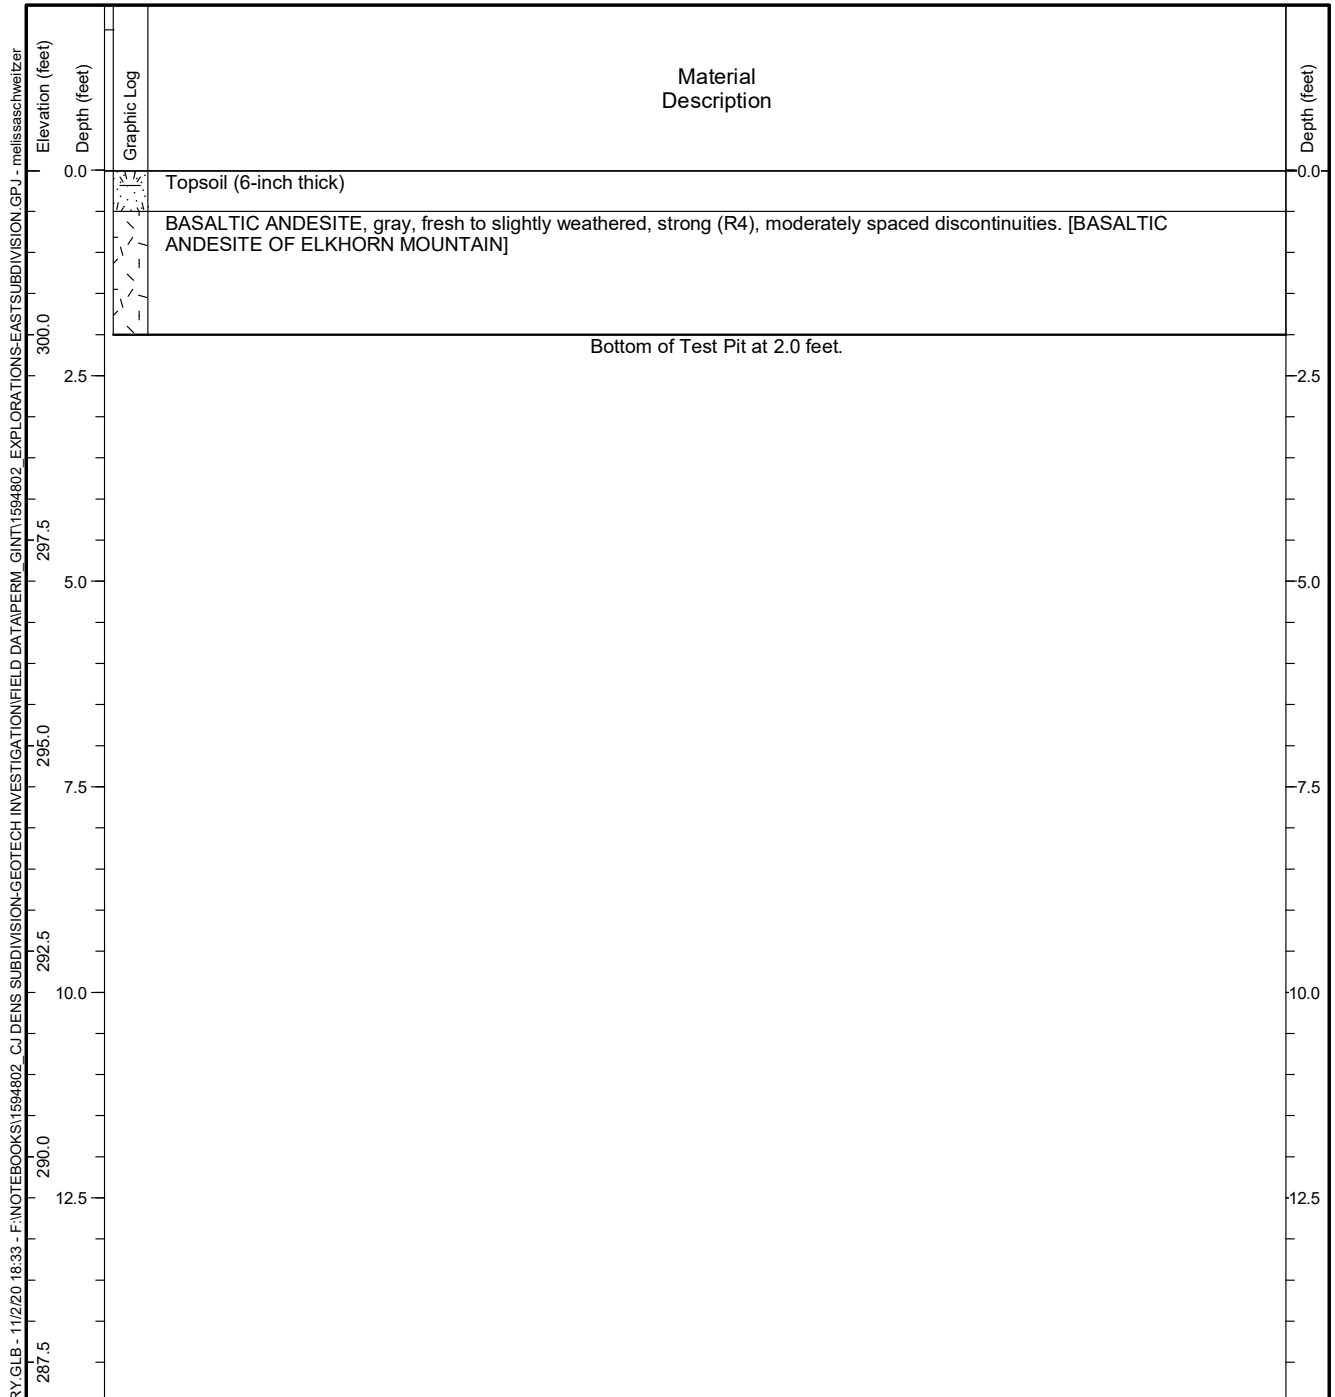 RY.GLB - 11/2/20 18:33 - F:\NOTEBOOKS\1594802_CJ DENS SUBDIVISION-GEOTECH INVESTIGATION\FIELD DATA\PERM_GINT\1594802_EXPLORATIONS-EASTSUBDIVISION.GPJ - melissaschweitzer
Elevation (feet)
Depth (feet)
Graphic Log
Material
Description
Depth (feet)
0.0
0.0
Topsoil (6-inch thick)
BASALTIC ANDESITE, gray, fresh to slightly weathered, strong (R4), moderately spaced discontinuities. [BASALTIC
ANDESITE OF ELKHORN MOUNTAIN]
300.0
Bottom of Test Pit at 2.0 feet.
2.5
2.5
297.5
5.0
5.0
295.0
7.5
7.5
292.5
10.0
10.0
290.0
12.5
12.5
287.5